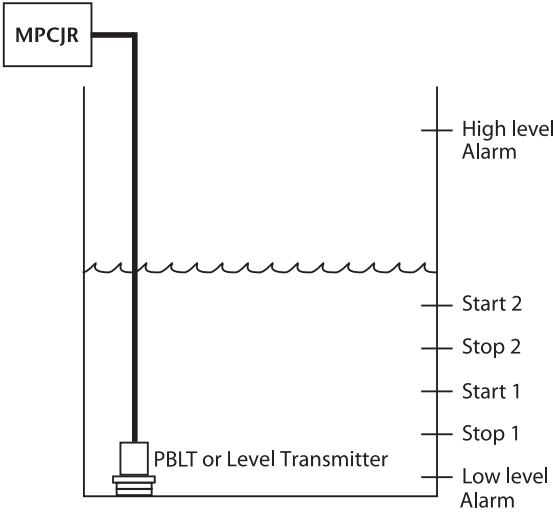 MPCJR
High level
Alarm
Start 2
Stop 2
Start 1
Stop 1
PBLT or Level Transmitter
Low level
Alarm